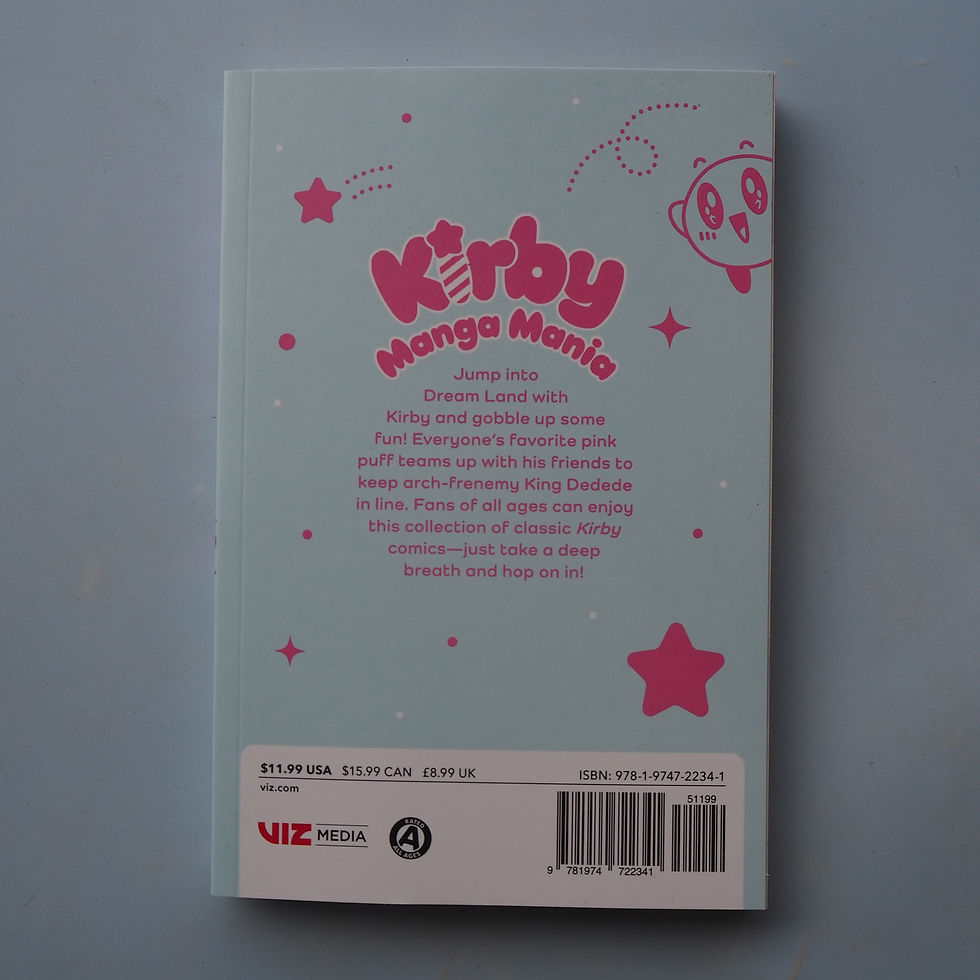 Kirby
Manga Mania
Jump into
Dream Land with
Kirby and gobble up some
fun! Everyone's favorite pink
puff teams up with his friends to
keep arch-frenemy King Dedede
in line. Fans of all ages can enjoy
this collection of classic Kirby
comics—just take a deep
breath and hop on in!
$11.99 USA $15.99 CAN £8.99 UK
ISBN: 978-1-9747-2234-1
viz.com
51199
VIZ MEDIA
RATED
A
ALL AGES
9 781974 722341